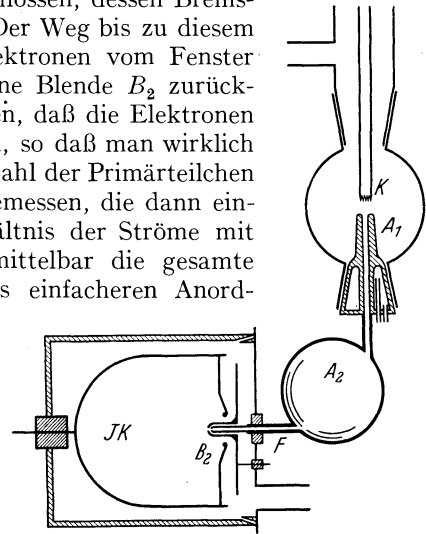 lossen, dessen Brems-
Der Weg bis zu diesem
ektronen vom Fenster
ne Blende B₂ zurück-
en, daß die Elektronen
, so daß man wirklich
ahl der Primärteilchen
emessen, die dann ein-
ältnis der Ströme mit
mittelbar die gesamte
s einfacheren Anord-
K
A₁
A₂
JK
B₂
F